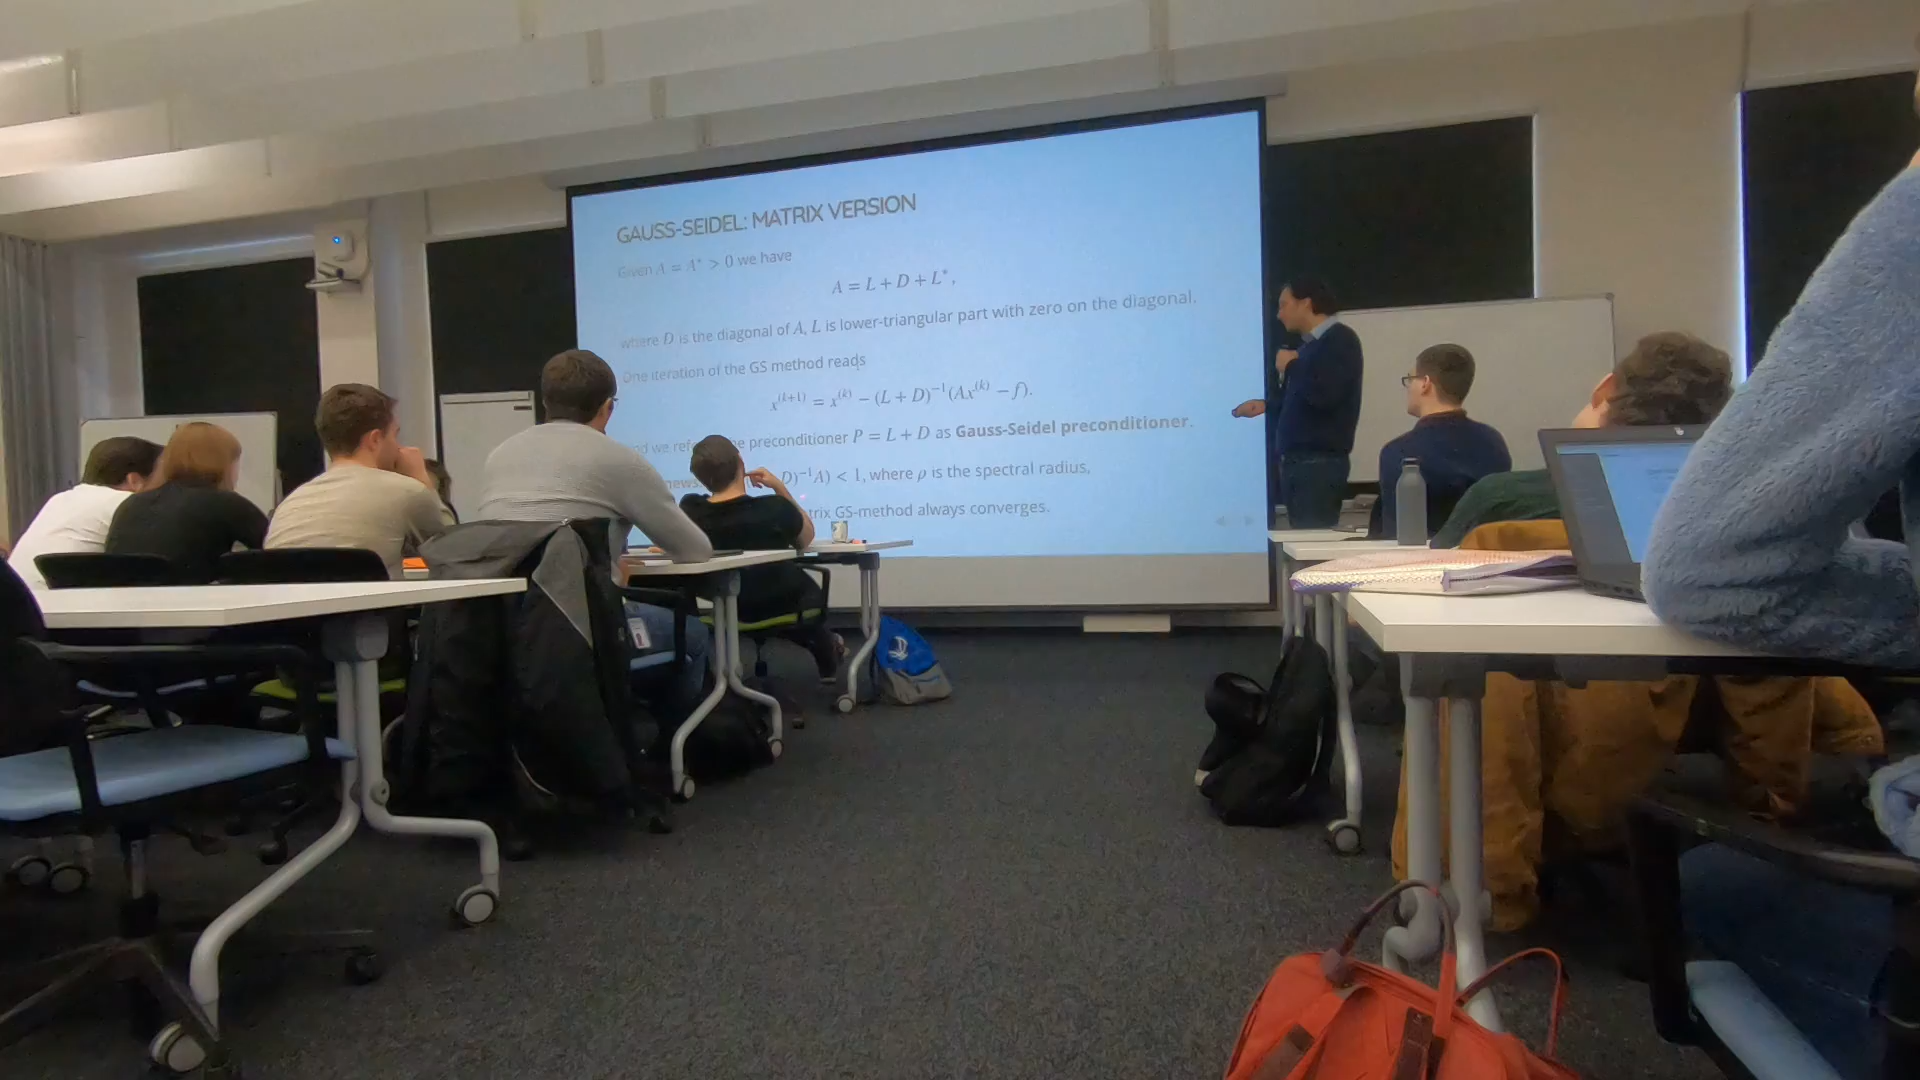 GAUSS-SEIDEL: MATRIX VERSION
Given A = A* > 0 we have
A = L + D + L*,
where D is the diagonal of A, L is lower-triangular part with zero on the diagonal.
One iteration of the GS method reads
x^(k+1) = x^(k) − (L + D)^−1(Ax^(k) − f).
preconditioner P = L + D as Gauss-Seidel preconditioner.
D)^−1A) < 1, where ρ is the spectral radius,
GS-method always converges.